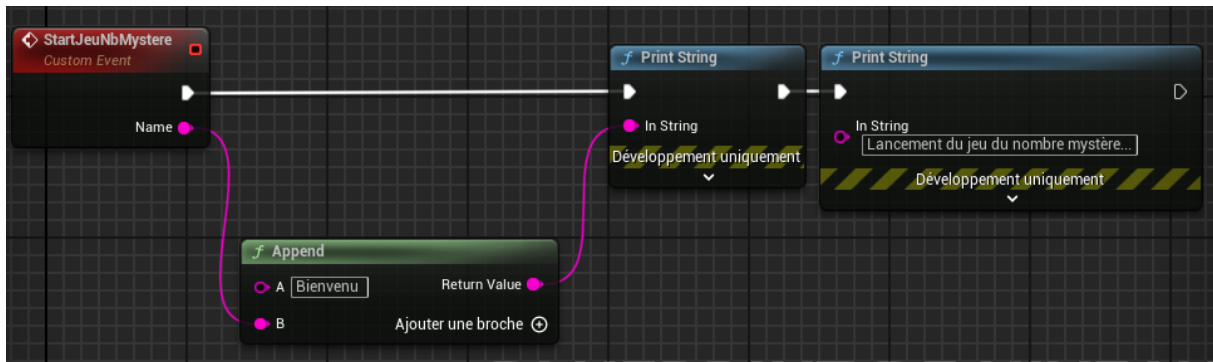 StartJeuNbMystere
Custom Event
Name
f Append
A Bienvenu
Return Value
B
Ajouter une broche
f Print String
In String
Développement uniquement
f Print String
In String
Lancement du jeu du nombre mystère...
Développement uniquement